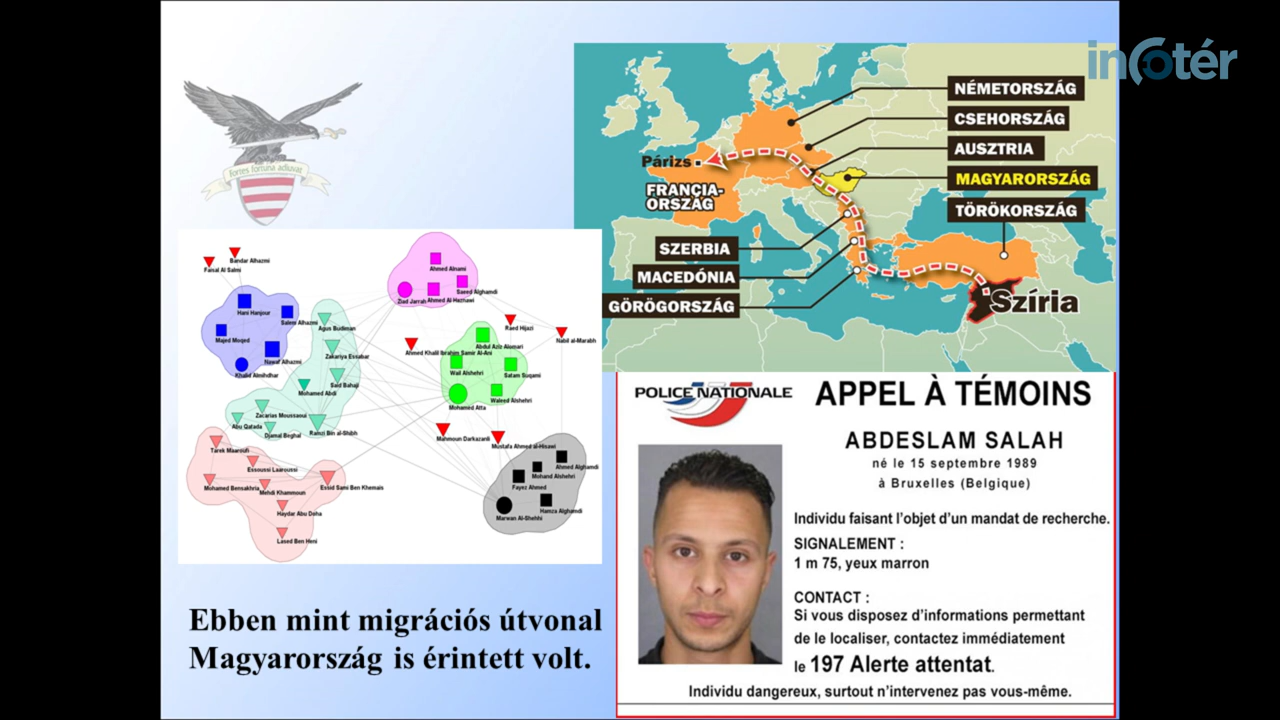 infotér
Fortes fortuna adiuvat
NÉMETORSZÁG
CSEHORSZÁG
AUSZTRIA
MAGYARORSZÁG
TÖRÖKORSZÁG
Párizs
FRANCIA-
ORSZÁG
SZERBIA
MACEDÓNIA
GÖRÖGORSZÁG
Szíria
Bandar Alhazmi
Faisal Al Salmi
Hani Hanjour
Salem Alhazmi
Majed Moqed
Nawaf Alhazmi
Khalid Almihdhar
Agus Budiman
Zakariya Essabar
Said Bahaji
Mohamed Abdi
Zacarias Moussaoui
Abu Qatada
Djamal Beghal
Ramzi Bin al-Shibh
Ahmed Alnami
Saeed Alghamdi
Ziad Jarrah
Ahmed Al-Haznawi
Raed Hijazi
Nabil al-Marabh
Ahmed Khalil Ibrahim Samir Al-Ani
Abdul Aziz Alomari
Wail Alshehri
Satam Suqami
Waleed Alshehri
Mohamed Atta
Mahmoun Darkazanli
Mustafa Ahmed al-Hisawi
Ahmed Alghamdi
Mohand Alshehri
Fayez Ahmed
Hamza Alghamdi
Marwan Al-Shehhi
Tarek Maaroufi
Essoussi Laaroussi
Mohamed Bensakhria
Mehdi Khammoun
Essid Sami Ben Khemais
Haydar Abu Doha
Lased Ben Heni
Ebben mint migrációs útvonal
Magyarország is érintett volt.
POLICE NATIONALE
APPEL À TÉMOINS
ABDESLAM SALAH
né le 15 septembre 1989
à Bruxelles (Belgique)
Individu faisant l'objet d'un mandat de recherche.
SIGNALEMENT :
1 m 75, yeux marron
CONTACT :
Si vous disposez d'informations permettant
de le localiser, contactez immédiatement
le 197 Alerte attentat.
Individu dangereux, surtout n'intervenez pas vous-même.